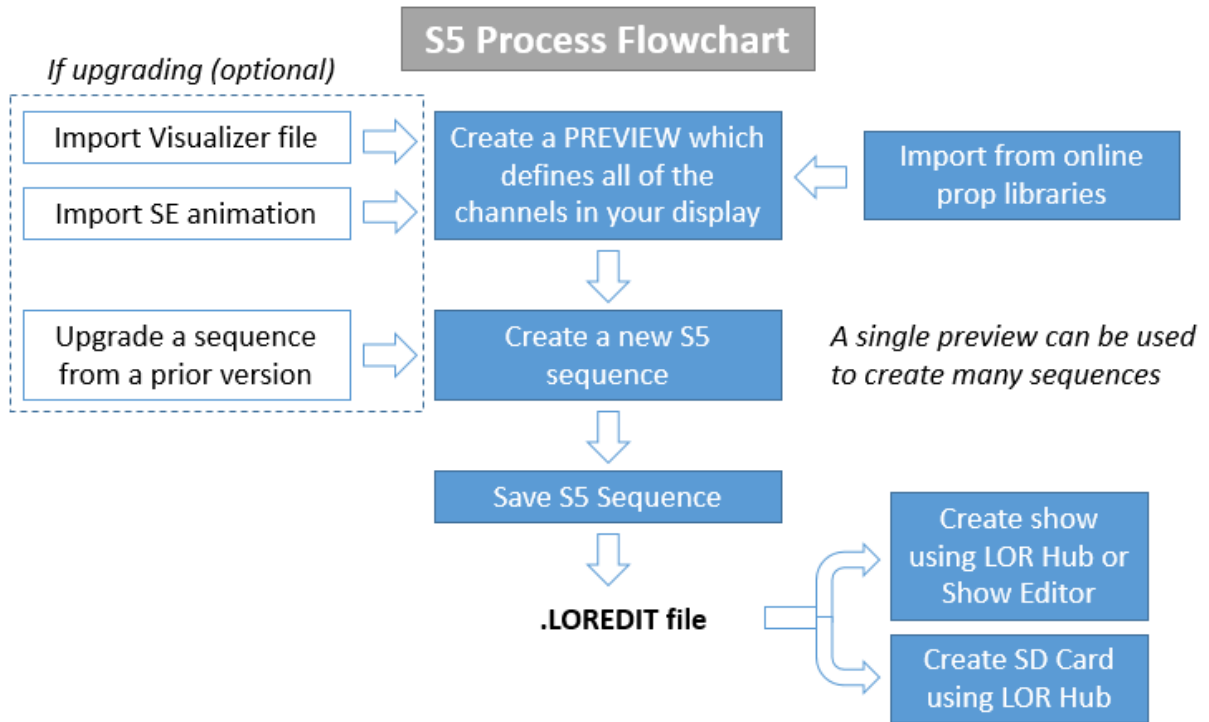 S5 Process Flowchart
If upgrading (optional)
Import Visualizer file
Import SE animation
Upgrade a sequence
from a prior version
Create a PREVIEW which
defines all of the
channels in your display
Import from online
prop libraries
Create a new S5
sequence
A single preview can be used
to create many sequences
Save S5 Sequence
.LOREDIT file
Create show
using LOR Hub or
Show Editor
Create SD Card
using LOR Hub